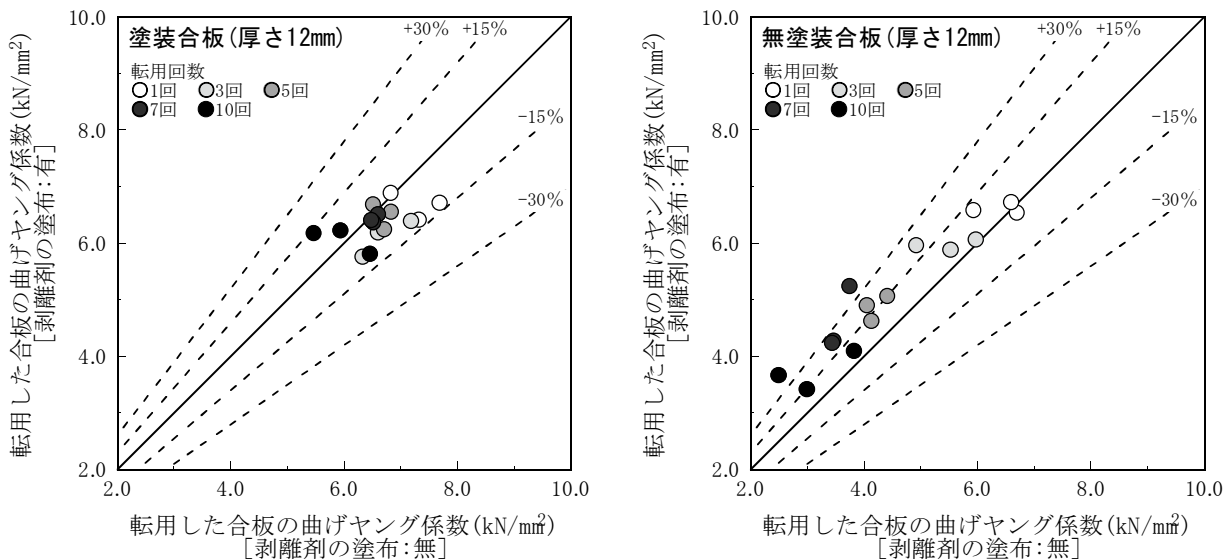 塗装合板(厚さ12mm)
転用回数
1回 3回 5回
7回 10回
+30% +15%
-15%
-30%
10.0
8.0
6.0
4.0
2.0
2.0 4.0 6.0 8.0 10.0
転用した合板の曲げヤング係数(kN/mm²)
[剥離剤の塗布:有]
転用した合板の曲げヤング係数(kN/mm²)
[剥離剤の塗布:無]
無塗装合板(厚さ12mm)
転用回数
1回 3回 5回
7回 10回
+30% +15%
-15%
-30%
10.0
8.0
6.0
4.0
2.0
2.0 4.0 6.0 8.0 10.0
転用した合板の曲げヤング係数(kN/mm²)
[剥離剤の塗布:有]
転用した合板の曲げヤング係数(kN/mm²)
[剥離剤の塗布:無]